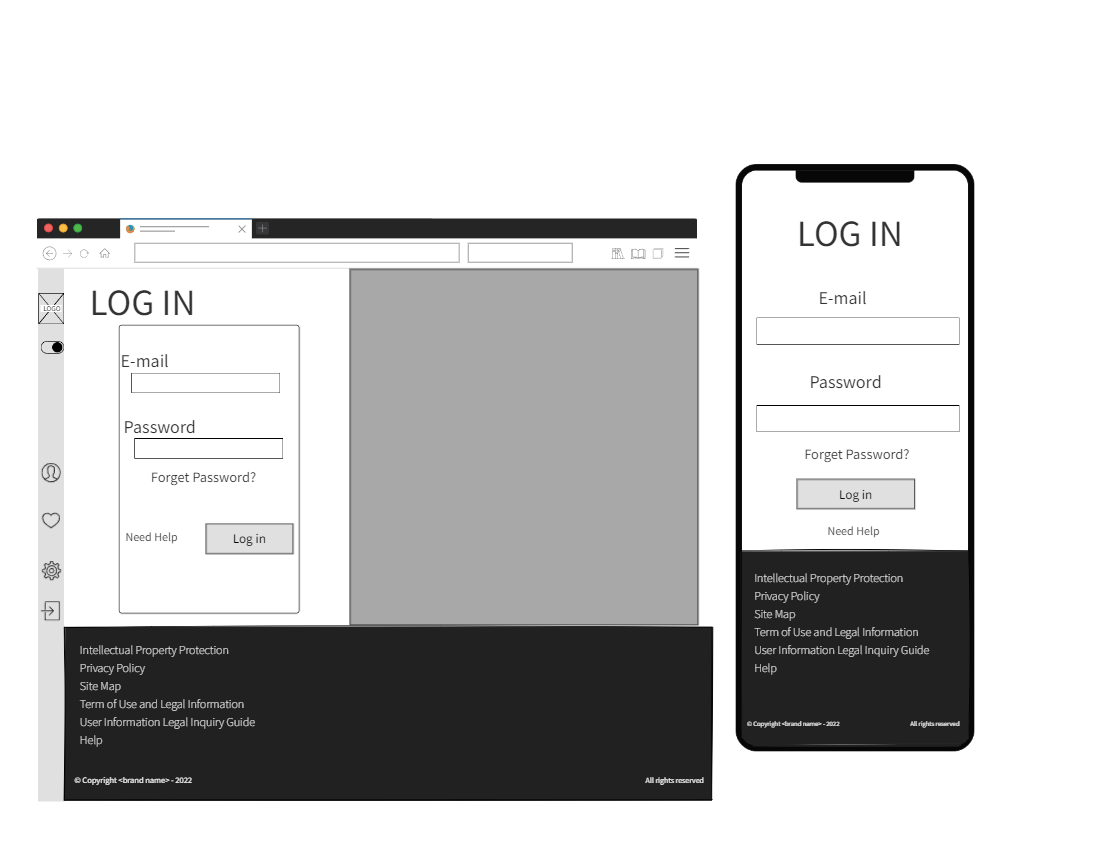 LOGO
LOG IN
E-mail
Password
Forget Password?
Need Help
Log in
Intellectual Property Protection
Privacy Policy
Site Map
Term of Use and Legal Information
User Information Legal Inquiry Guide
Help
© Copyright <brand name> - 2022
All rights reserved
LOG IN
E-mail
Password
Forget Password?
Log in
Need Help
Intellectual Property Protection
Privacy Policy
Site Map
Term of Use and Legal Information
User Information Legal Inquiry Guide
Help
© Copyright <brand name> - 2022
All rights reserved